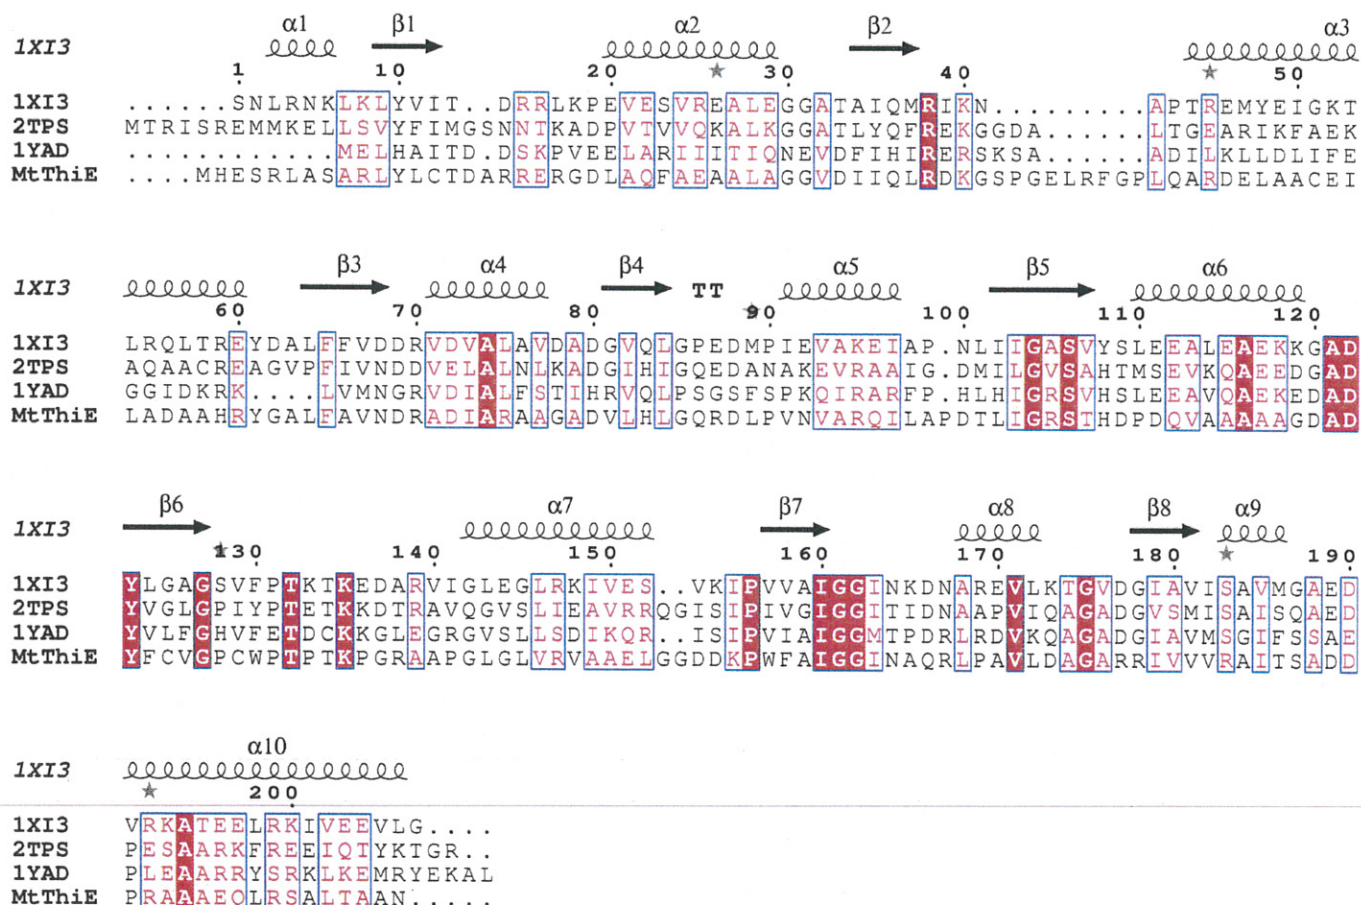 α1 β1 α2 β2 α3
1XI3
1 10 20 30 40 50
1XI3 ......SNLRNKLKLYVIT..DRRLKPEVESVREALEGGATAIQMRIKN.........APTREMYEIGKT
2TPS MTRISREMMKELLSVYFIMGSNNTKADPVTVVQKALKGGATLYQFREKGGDA......LTGEARIKFAEK
1YAD ............MELHAITD.DSKPVEELARIIITIQNEVDFIHIRERSKSA......ADILKLLDLIFE
MtThiE ....MHESRLASARLYLCTDARRERGDLAQFAEAALAGGVDIIQLRDKGSPGELRFGPLQARDELAACEI
β3 α4 β4 α5 β5 α6
1XI3 TT
60 70 80 90 100 110 120
1XI3 LRQLTREYDALFFVDDRVDVALAVDADGVQLGPEDMPIEVAKEIAP.NLIIGASVYSLEEALEAEKKGAD
2TPS AQAACREAGVPFIVNDDVELALNLKADGIHIGQEDANAKEVRAAIG.DMILGVSAHTMSEVKQAEEDGAD
1YAD GGIDKRK....LVMNGRVDIALFSTIHRVQLPSGSFSPKQIRARFP.HLHIGRSVHSLEEAVQAEKEDAD
MtThiE LADAAHRYGALFAVNDRADIARAAGADVLHLGQRDLPVNVARQILAPDTLIGRSTHDPDQVAAAAAGDAD
β6 α7 β7 α8 β8 α9
1XI3
130 140 150 160 170 180 190
1XI3 YLGAGSVFPTKTKEDARVIGLEGLRKIVES..VKIPVVAIGGINKDNAREVLKTGVDGIAVISAVMGAED
2TPS YVGLGPIYPTETKKDTRAVQGVSLIEAVRRQGISIPIVGIGGITIDNAAPVIQAGADGVSMISAISQAED
1YAD YVLFGHVFETDCKKGLEGRGVSLLSDIKQR..ISIPVIAIGGMTPDRLRDVKQAGADGIAVMSGIFSSAE
MtThiE YFCVGPCWPTPTKPGRAAPGLGLVRVAAELGGDDKPWFAIGGINAQRLPAVLDAGARRIVVVRAITSADD
α10
1XI3
200
1XI3 VRKATEELRKIVEEVLG....
2TPS PESAARKFREEIQTYKTGR..
1YAD PLEAARRYSRKLKEMRYEKAL
MtThiE PRAAAEQLRSALTAAN.....